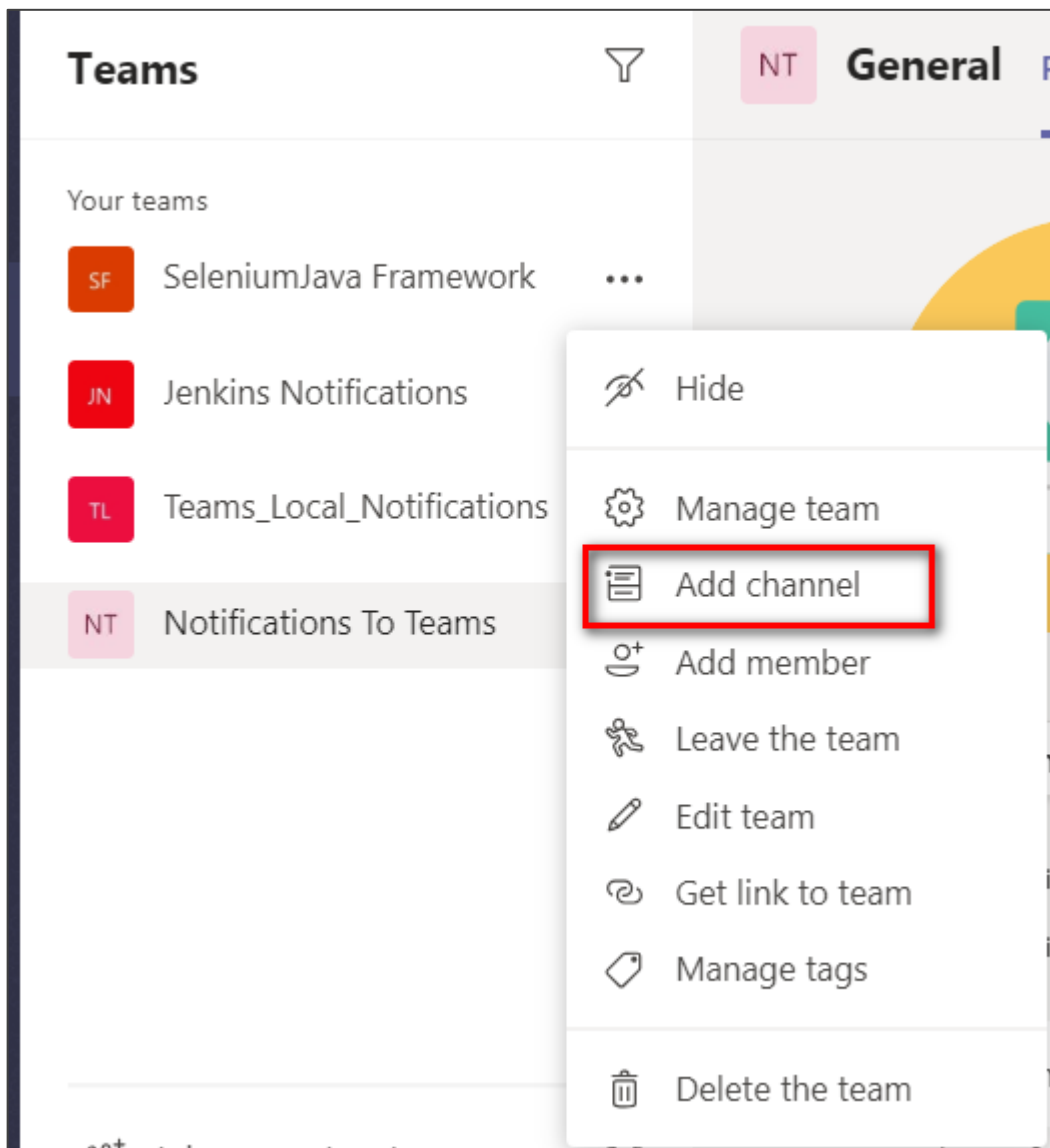 Teams
NT General
Your teams
SF SeleniumJava Framework
JN Jenkins Notifications
TL Teams_Local_Notifications
NT Notifications To Teams
Hide
Manage team
Add channel
Add member
Leave the team
Edit team
Get link to team
Manage tags
Delete the team